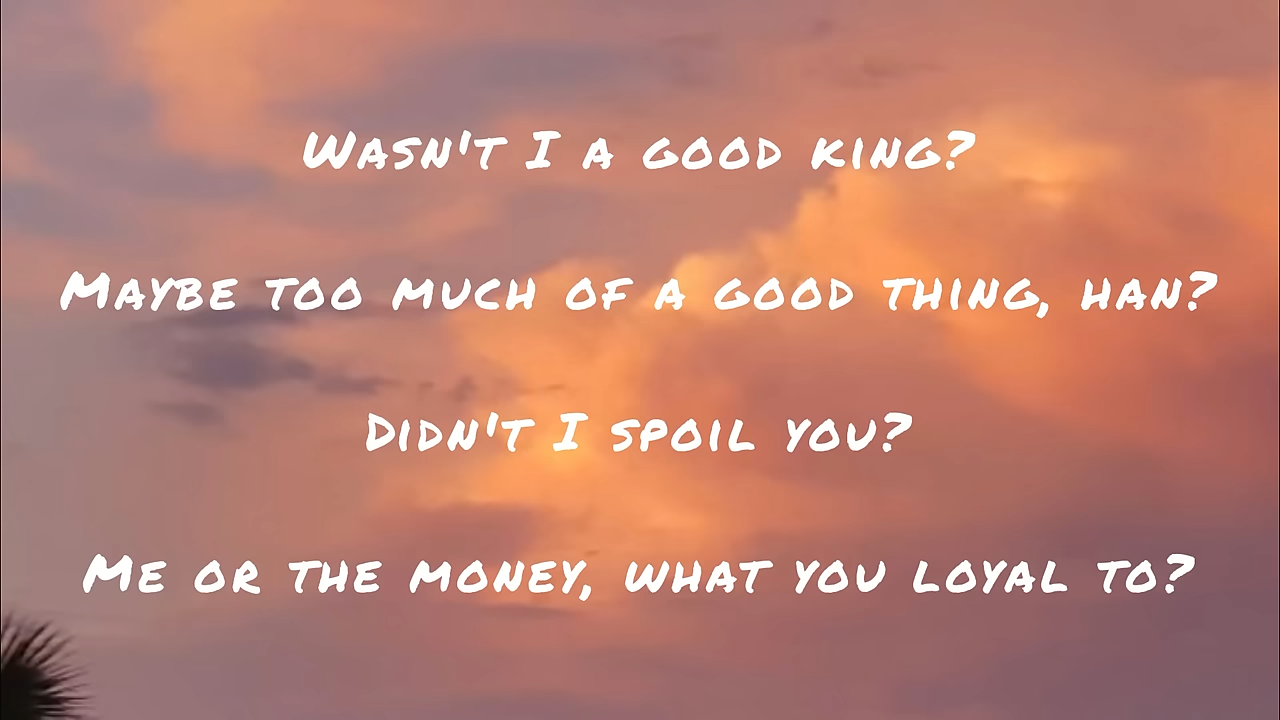 Wasn't I a good king?
Maybe too much of a good thing, han?
Didn't I spoil you?
Me or the money, what you loyal to?